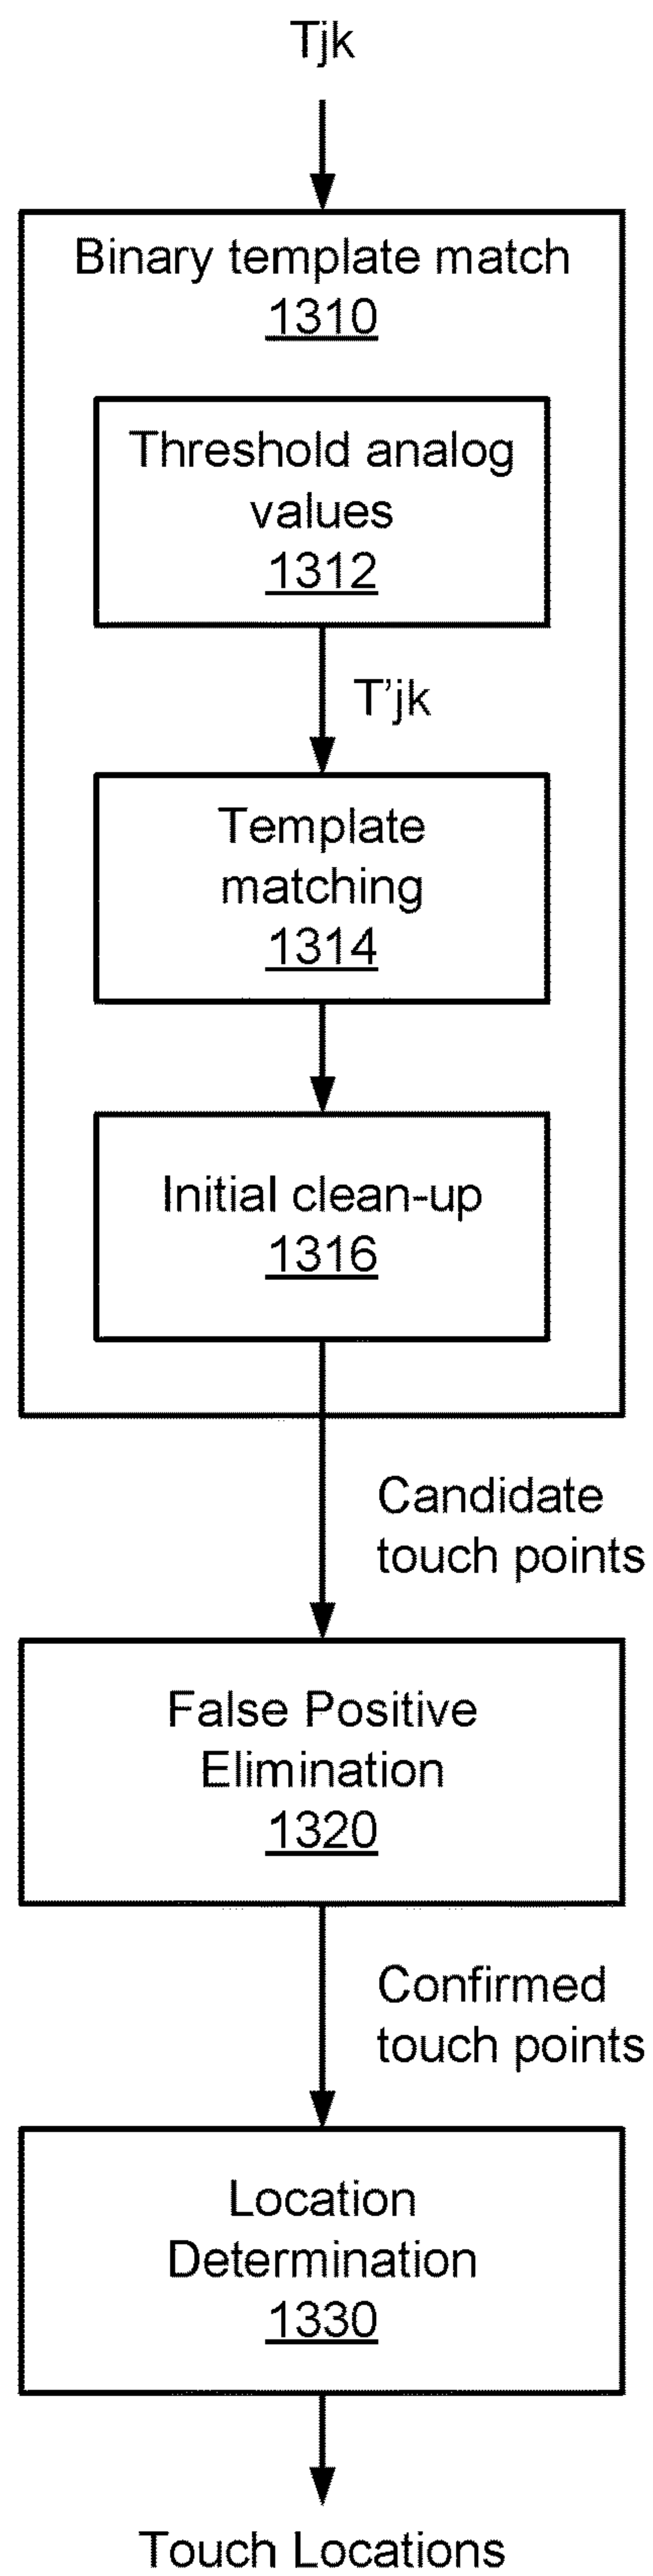 Tjk
Binary template match
1310
Threshold analog
values
1312
T'jk
Template
matching
1314
Initial clean-up
1316
Candidate
touch points
False Positive
Elimination
1320
Confirmed
touch points
Location
Determination
1330
Touch Locations